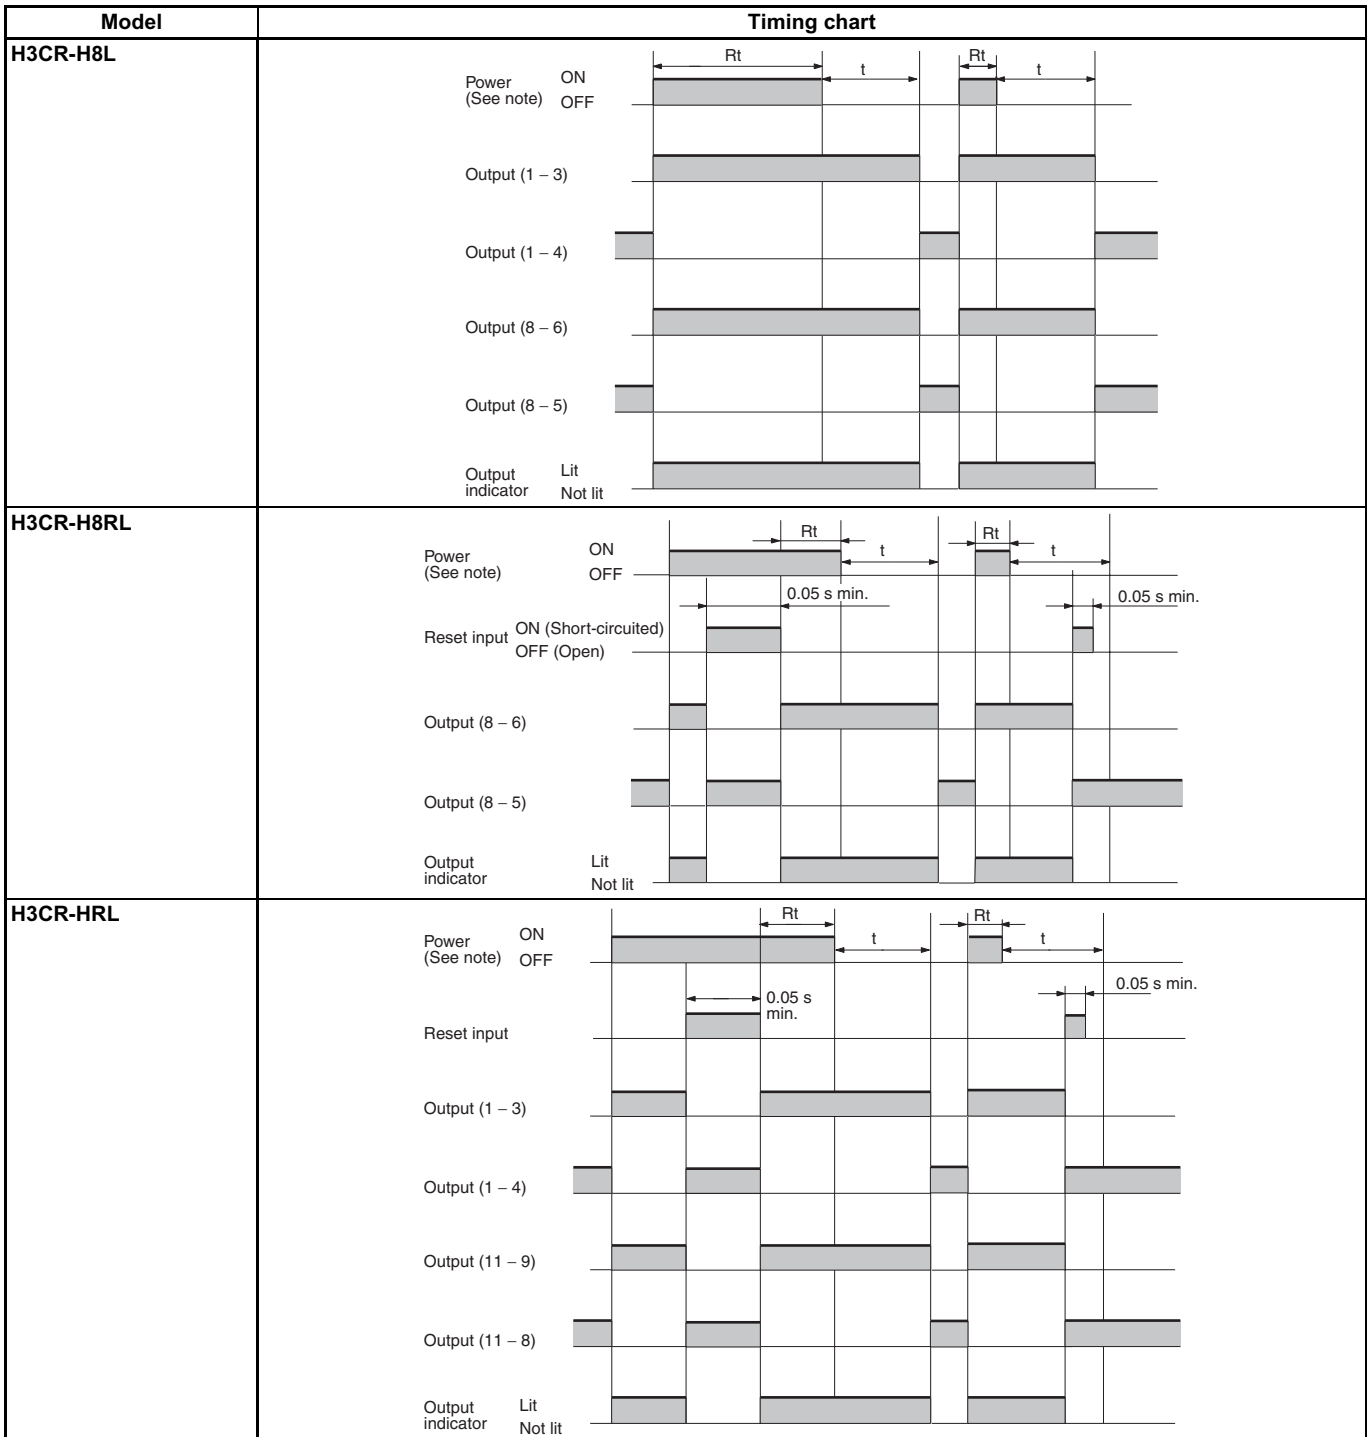 Model Timing chart
H3CR-H8L
Rt t Rt t
Power ON
(See note) OFF
Output (1 – 3)
Output (1 – 4)
Output (8 – 6)
Output (8 – 5)
Output Lit
indicator Not lit
H3CR-H8RL
Rt t Rt t
Power ON
(See note) OFF
0.05 s min. 0.05 s min.
Reset input ON (Short-circuited)
OFF (Open)
Output (8 – 6)
Output (8 – 5)
Output Lit
indicator Not lit
H3CR-HRL
Rt t Rt t
Power ON
(See note) OFF
0.05 s 0.05 s min.
min.
Reset input
Output (1 – 3)
Output (1 – 4)
Output (11 – 9)
Output (11 – 8)
Output Lit
indicator Not lit